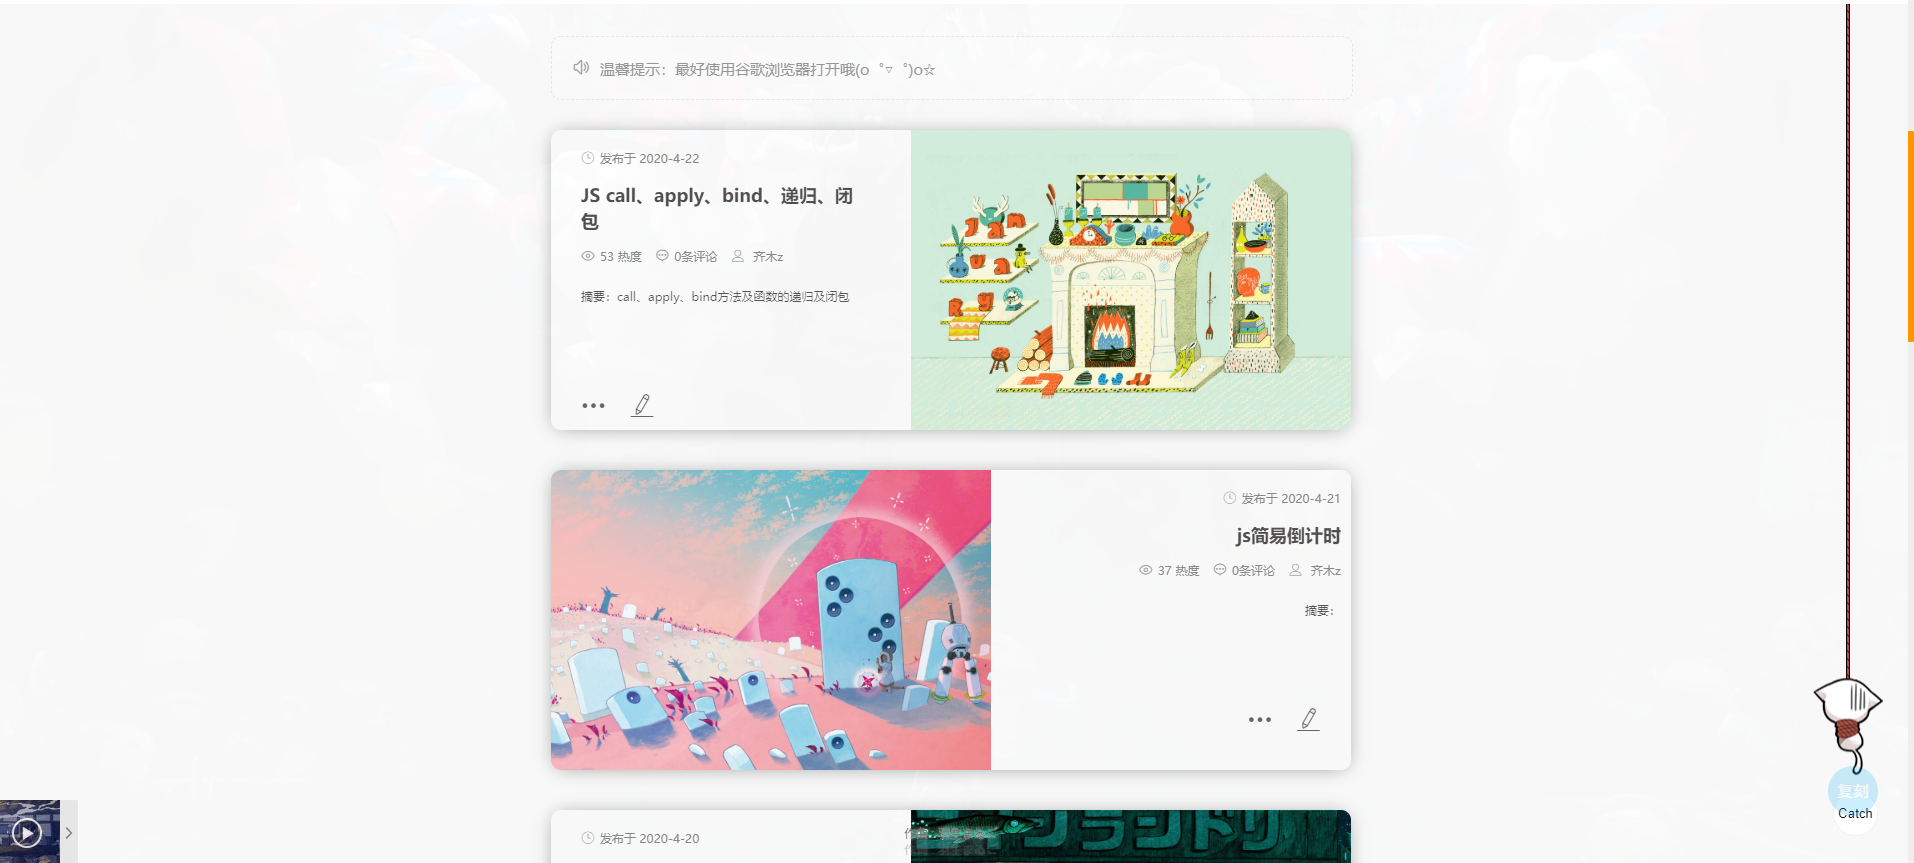 温馨提示：最好使用谷歌浏览器打开哦(o゜▿゜)o☆
发布于 2020-4-22
JS call、apply、bind、递归、闭
包
53 热度 0条评论 齐木z
摘要：call、apply、bind方法及函数的递归及闭包
Jan
uar
Ry
发布于 2020-4-21
js简易倒计时
37 热度 0条评论 齐木z
摘要：
复刻
Catch
发布于 2020-4-20